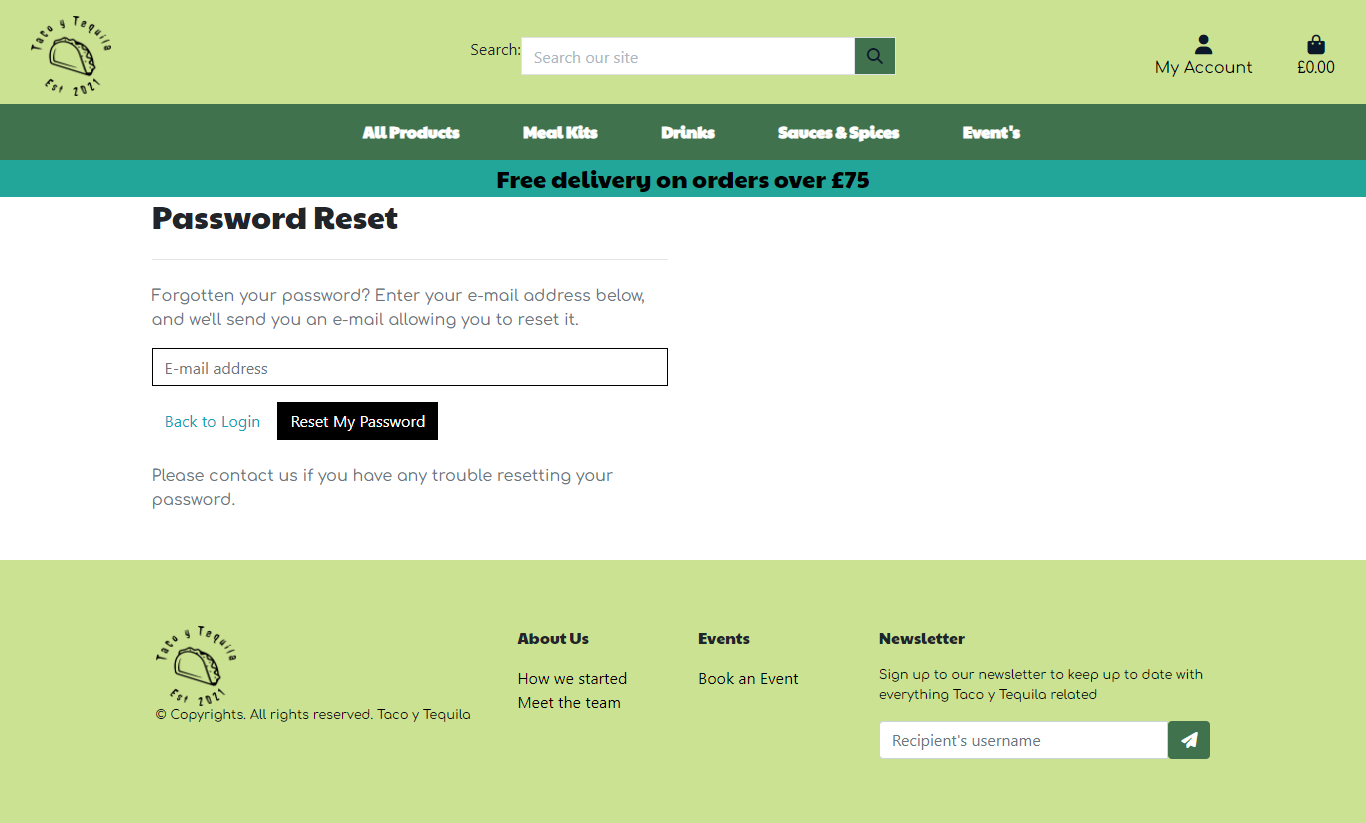 Taco y Tequila
Est 2021
Search:
Search our site
My Account
£0.00
All Products
Meal Kits
Drinks
Sauces & Spices
Event's
Free delivery on orders over £75
Password Reset
Forgotten your password? Enter your e-mail address below,
and we'll send you an e-mail allowing you to reset it.
E-mail address
Back to Login
Reset My Password
Please contact us if you have any trouble resetting your
password.
Taco y Tequila
Est 2021
© Copyrights. All rights reserved. Taco y Tequila
About Us
How we started
Meet the team
Events
Book an Event
Newsletter
Sign up to our newsletter to keep up to date with
everything Taco y Tequila related
Recipient's username